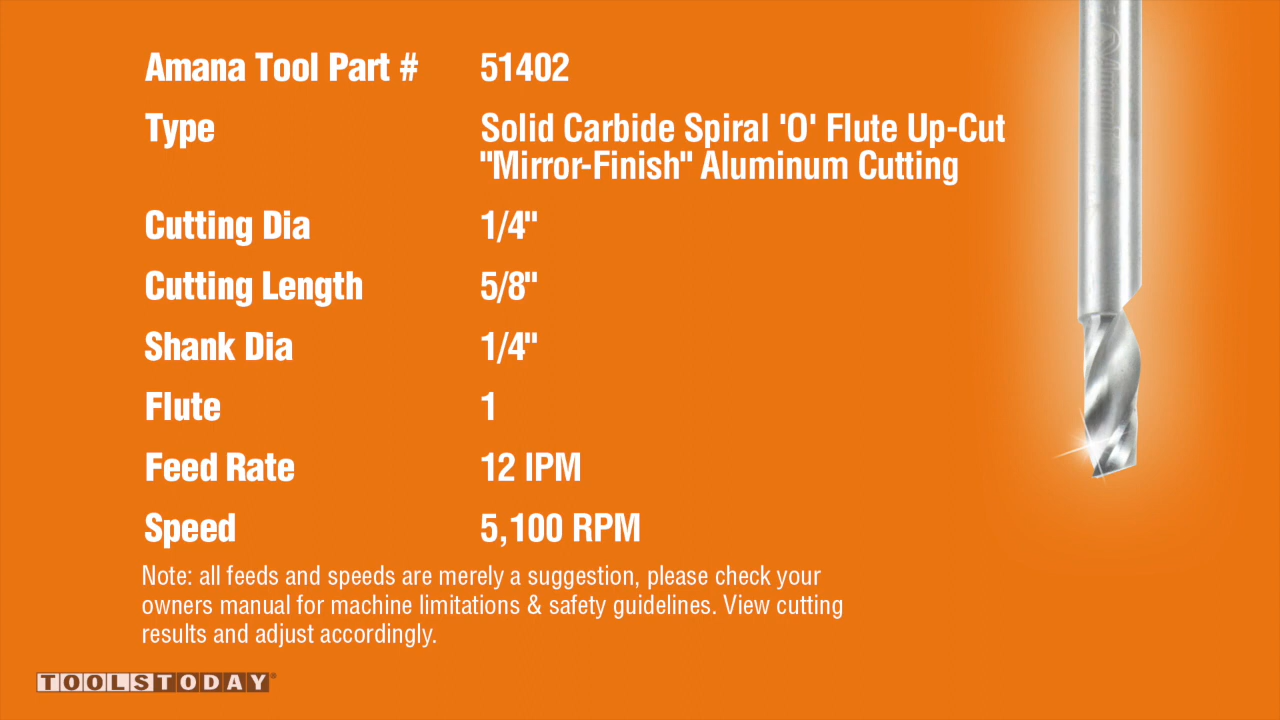 Amana Tool Part # 51402
Type Solid Carbide Spiral 'O' Flute Up-Cut
"Mirror-Finish" Aluminum Cutting
Cutting Dia 1/4"
Cutting Length 5/8"
Shank Dia 1/4"
Flute 1
Feed Rate 12 IPM
Speed 5,100 RPM
Note: all feeds and speeds are merely a suggestion, please check your
owners manual for machine limitations & safety guidelines. View cutting
results and adjust accordingly.
TOOLSTODAY®